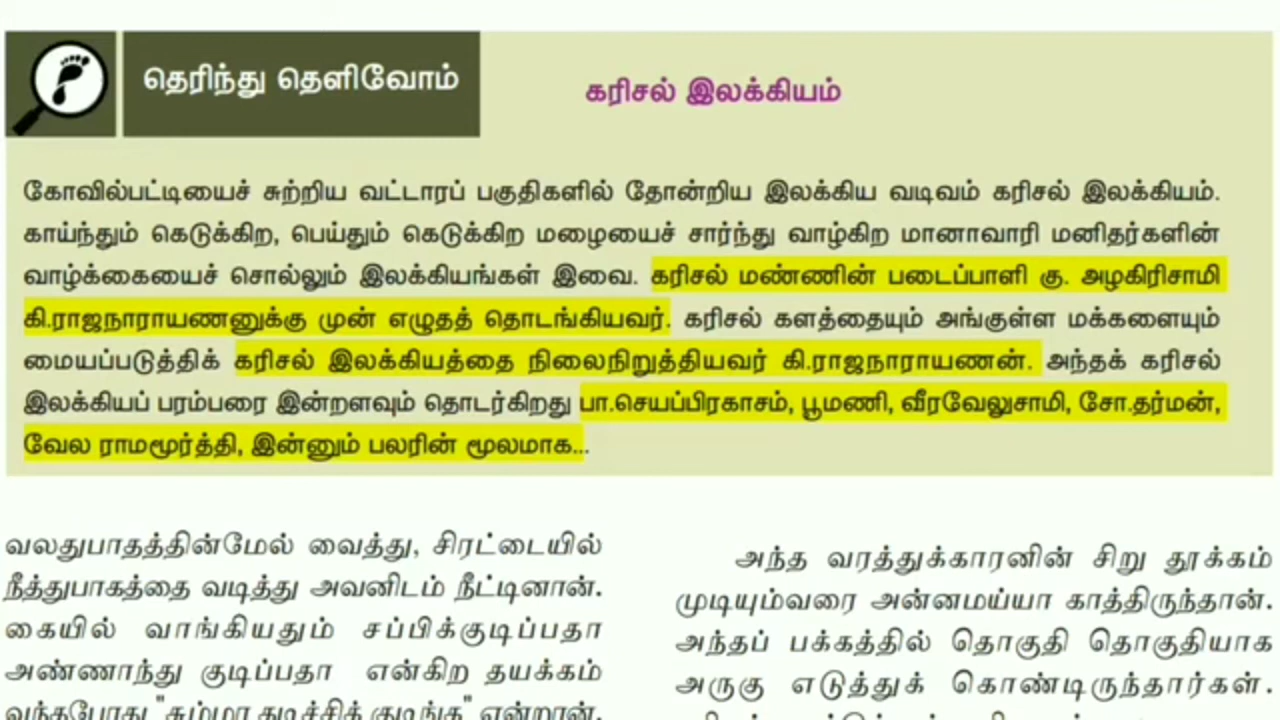 தெரிந்து தெளிவோம்
கரிசல் இலக்கியம்
கோவில்பட்டியைச் சுற்றிய வட்டாரப் பகுதிகளில் தோன்றிய இலக்கிய வடிவம் கரிசல் இலக்கியம்.
காய்ந்தும் கெடுக்கிற, பெய்தும் கெடுக்கிற மழையைச் சார்ந்து வாழ்கிற மானாவாரி மனிதர்களின்
வாழ்க்கையைச் சொல்லும் இலக்கியங்கள் இவை. கரிசல் மண்ணின் படைப்பாளி கு. அழகிரிசாமி
கி.ராஜநாராயணனுக்கு முன் எழுதத் தொடங்கியவர். கரிசல் களத்தையும் அங்குள்ள மக்களையும்
மையப்படுத்திக் கரிசல் இலக்கியத்தை நிலைநிறுத்தியவர் கி.ராஜநாராயணன். அந்தக் கரிசல்
இலக்கியப் பரம்பரை இன்றளவும் தொடர்கிறது பா.செயப்பிரகாசம், பூமணி, வீரவேலுசாமி, சோ.தர்மன்,
வேல ராமமூர்த்தி, இன்னும் பலரின் மூலமாக...
வலதுபாதத்தின்மேல் வைத்து, சிரட்டையில்
நீத்துபாகத்தை வடித்து அவனிடம் நீட்டினான்.
கையில் வாங்கியதும் சப்பிக்குடிப்பதா
அண்ணாந்து குடிப்பதா என்கிற தயக்கம்
வந்தபோது "சும்மா கடிச்சிக் குடிங்க" என்றான்.
அந்த வரத்துக்காரனின் சிறு தூக்கம்
முடியும்வரை அன்னமய்யா காத்திருந்தான்.
அந்தப் பக்கத்தில் தொகுதி தொகுதியாக
அருகு எடுத்துக் கொண்டிருந்தார்கள்.